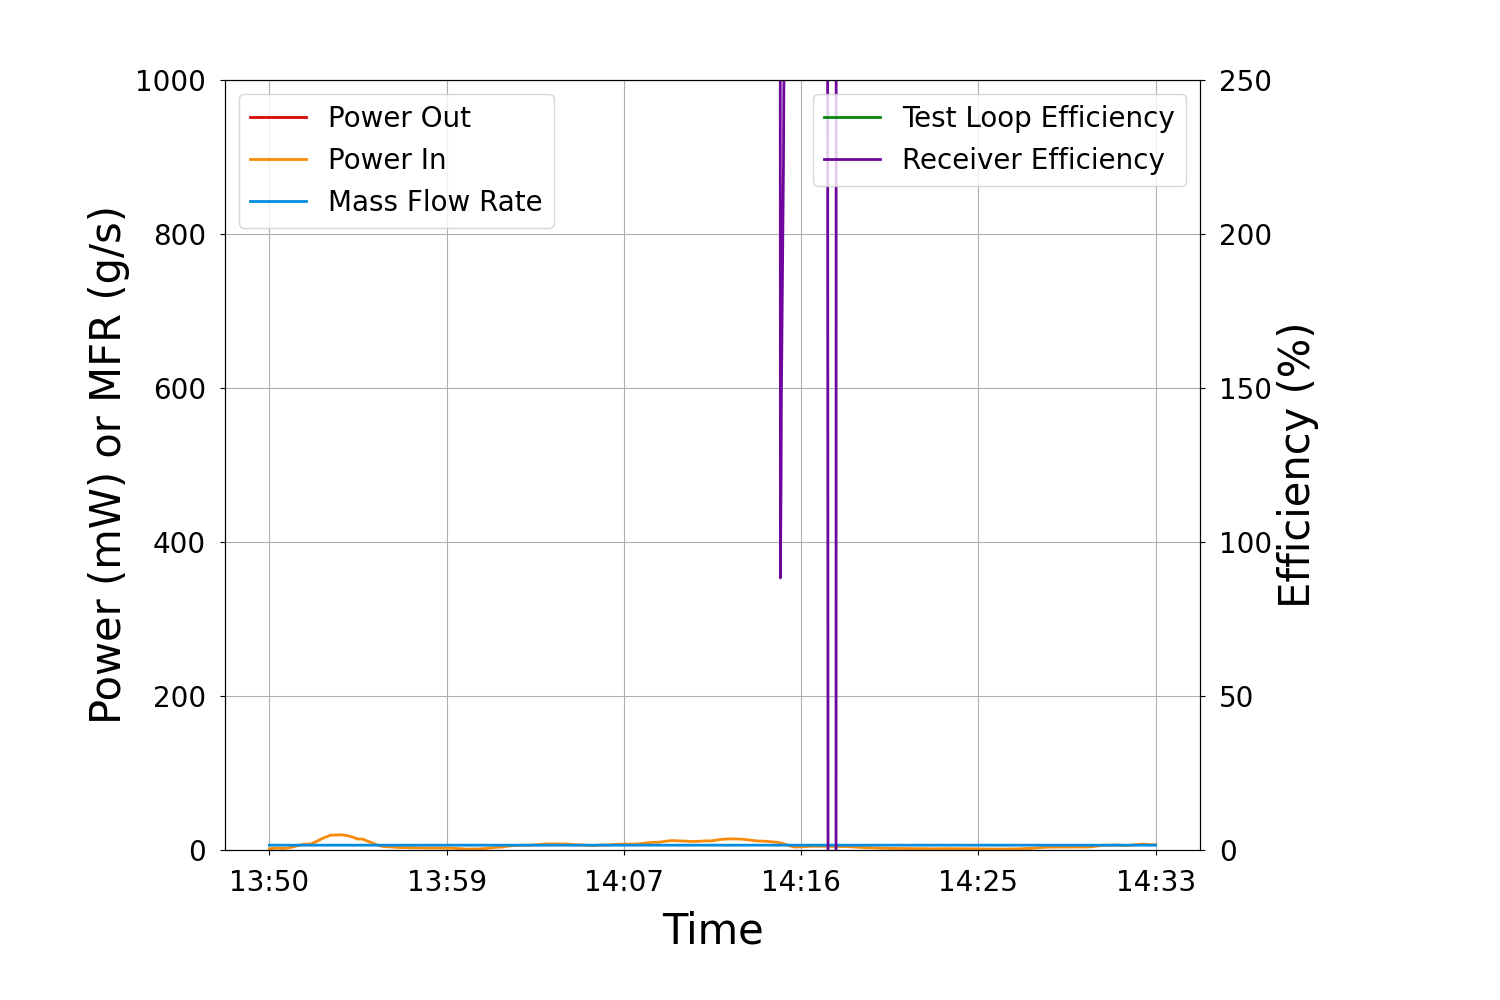 1000
800
600
400
200
0
Power (mW) or MFR (g/s)
Power Out
Power In
Mass Flow Rate
Test Loop Efficiency
Receiver Efficiency
250
200
150
100
50
0
Efficiency (%)
13:50 13:59 14:07 14:16 14:25 14:33
Time